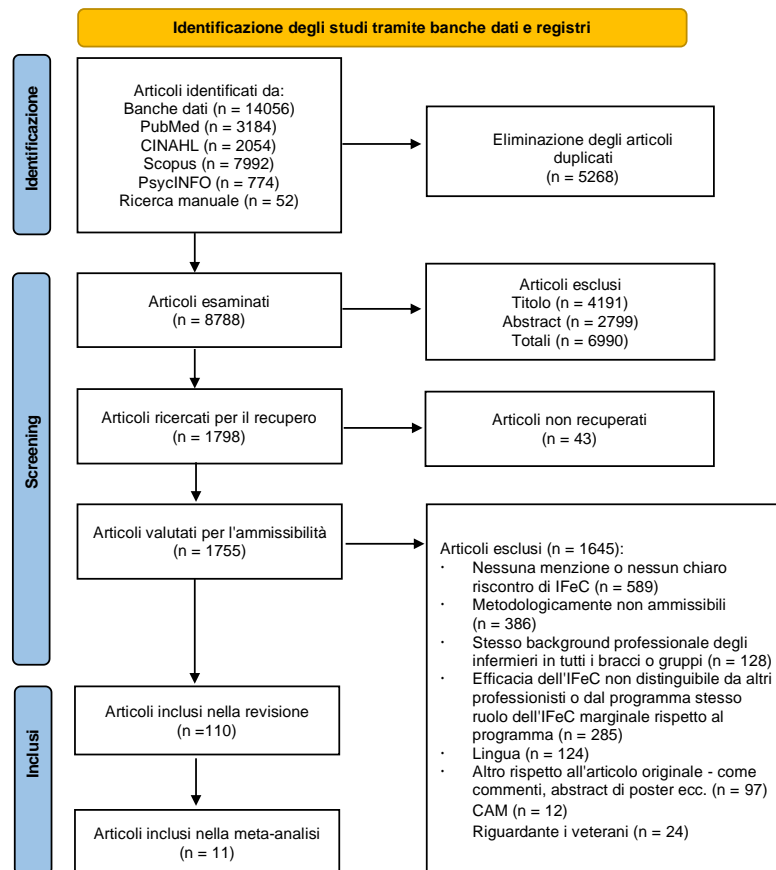 Identificazione degli studi tramite banche dati e registri
Identificazione
Articoli identificati da:
Banche dati (n = 14056)
PubMed (n = 3184)
CINAHL (n = 2054)
Scopus (n = 7992)
PsycINFO (n = 774)
Ricerca manuale (n = 52)
Eliminazione degli articoli
duplicati
(n = 5268)
Screening
Articoli esaminati
(n = 8788)
Articoli esclusi
Titolo (n = 4191)
Abstract (n = 2799)
Totali (n = 6990)
Articoli ricercati per il recupero
(n = 1798)
Articoli non recuperati
(n = 43)
Articoli valutati per l'ammissibilità
(n = 1755)
Articoli esclusi (n = 1645):
· Nessuna menzione o nessun chiaro
riscontro di IFeC (n = 589)
· Metodologicamente non ammissibili
(n = 386)
· Stesso background professionale degli
infermieri in tutti i bracci o gruppi (n = 128)
· Efficacia dell'IFeC non distinguibile da altri
professionisti o dal programma stesso
ruolo dell'IFeC marginale rispetto al
programma (n = 285)
· Lingua (n = 124)
· Altro rispetto all'articolo originale - come
commenti, abstract di poster ecc. (n = 97)
CAM (n = 12)
Riguardante i veterani (n = 24)
Inclusi
Articoli inclusi nella revisione
(n =110)
Articoli inclusi nella meta-analisi
(n = 11)